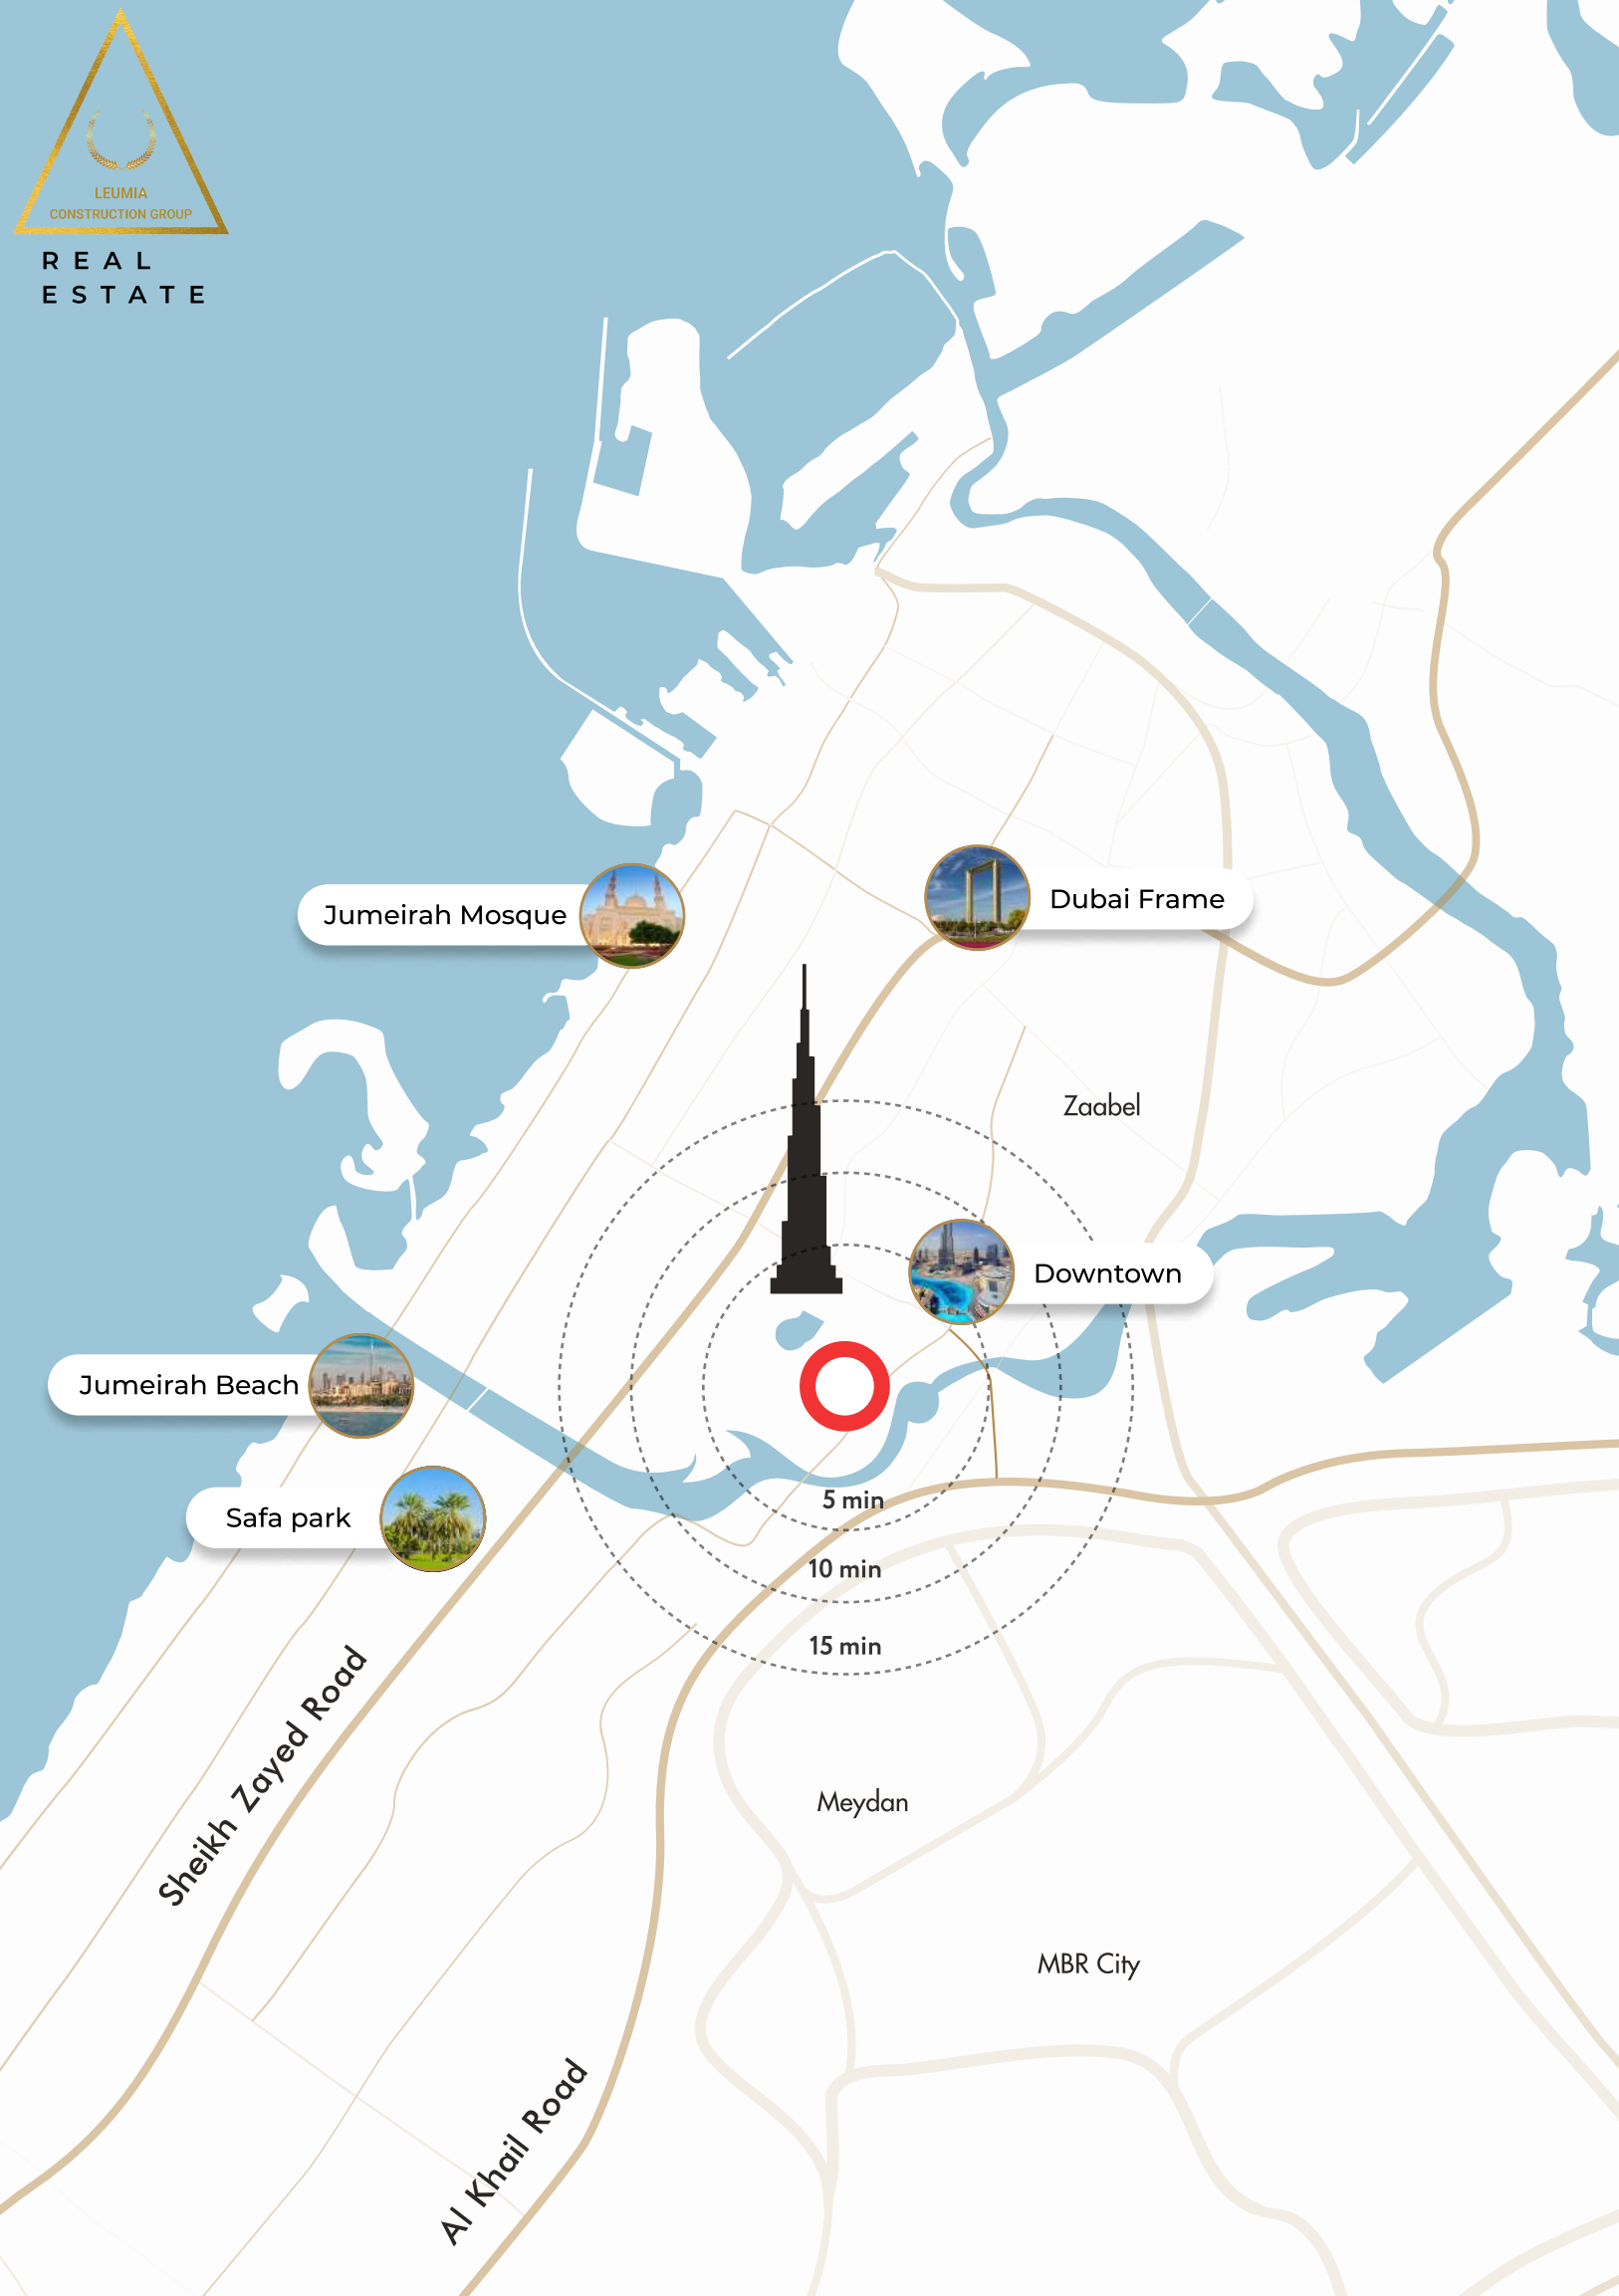 LEUMIA
CONSTRUCTION GROUP
REAL
ESTATE
Jumeirah Mosque
Dubai Frame
Zaabel
Downtown
Jumeirah Beach
Safa park
5 min
10 min
15 min
Sheikh Zayed Road
Meydan
MBR City
Al Khail Road